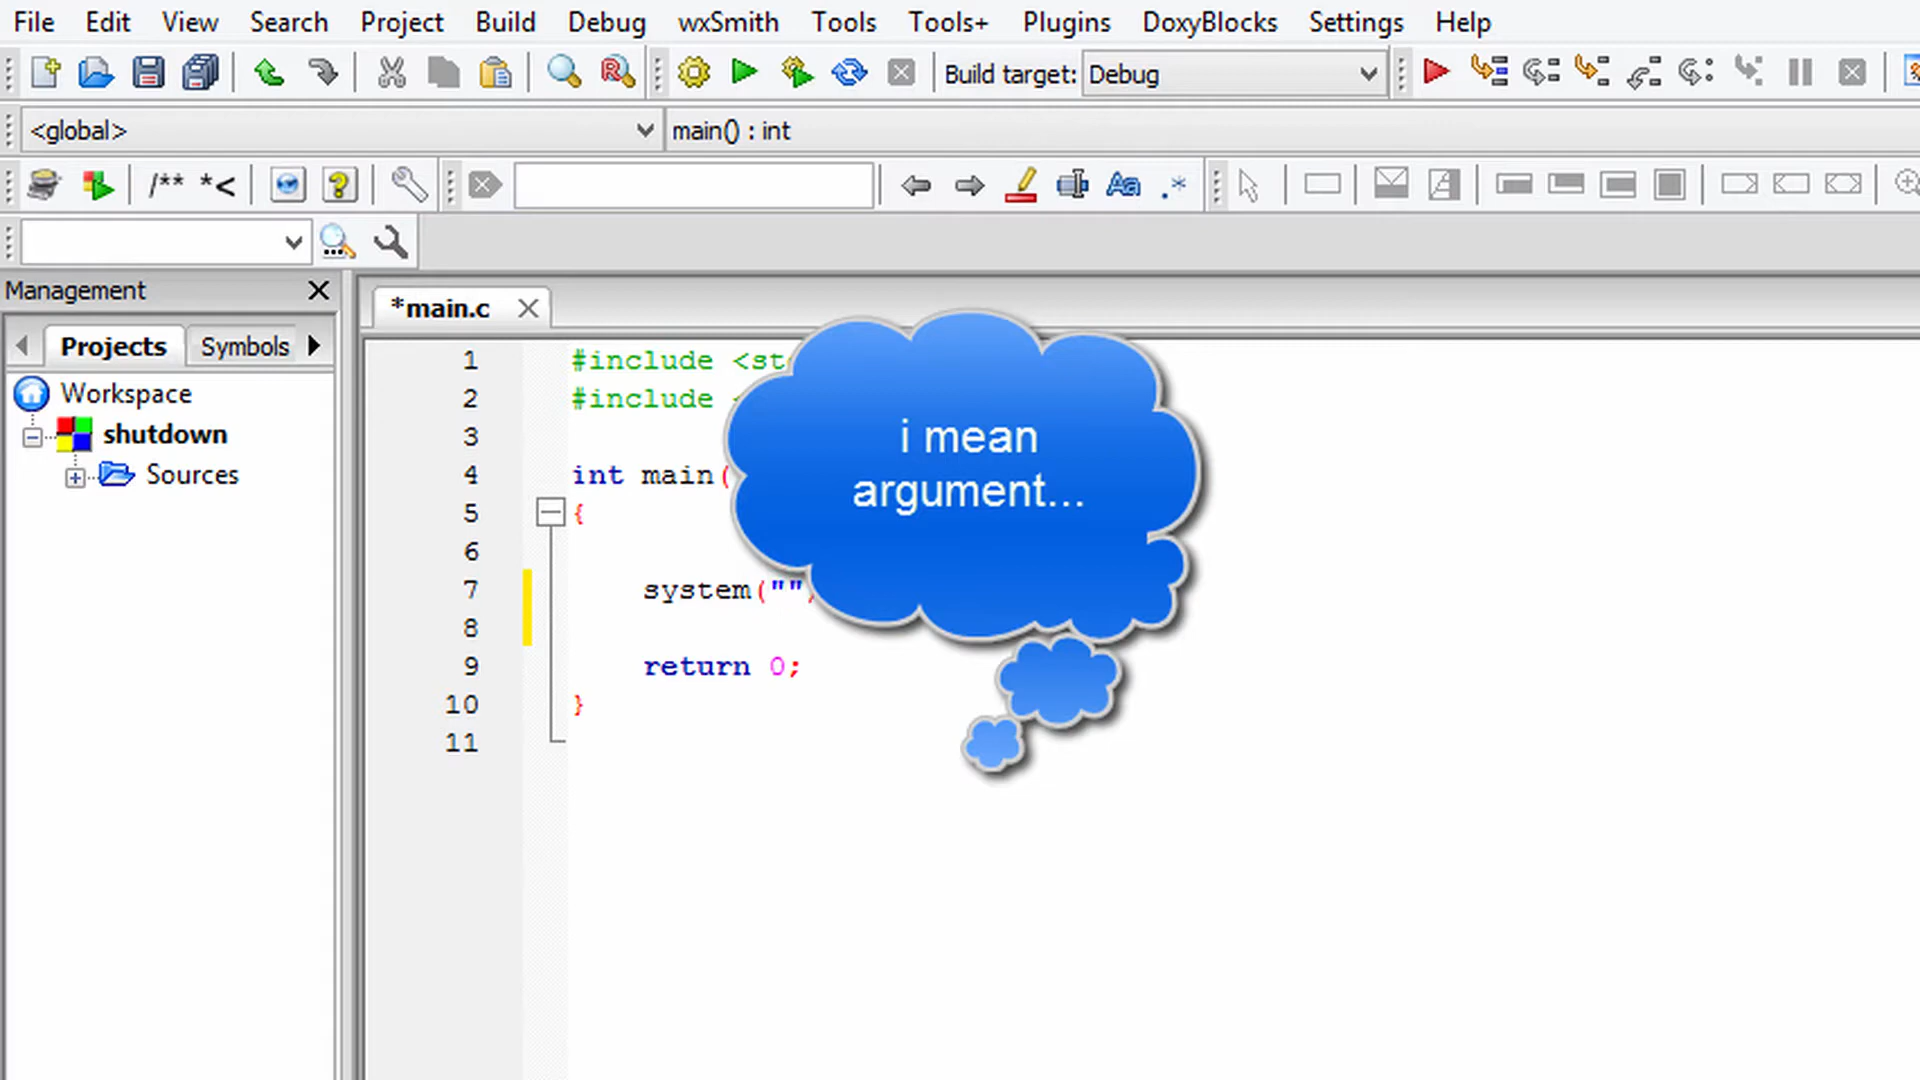 File Edit View Search Project Build Debug wxSmith Tools Tools+ Plugins DoxyBlocks Settings Help
Build target: Debug
<global> main() : int
/** *<
Aa .*
Management
*main.c
Projects Symbols
Workspace
shutdown
Sources
1 #include <st
2 #include <
3
4 int main(
5 {
6
7 system("")
8
9 return 0;
10 }
11
i mean
argument...